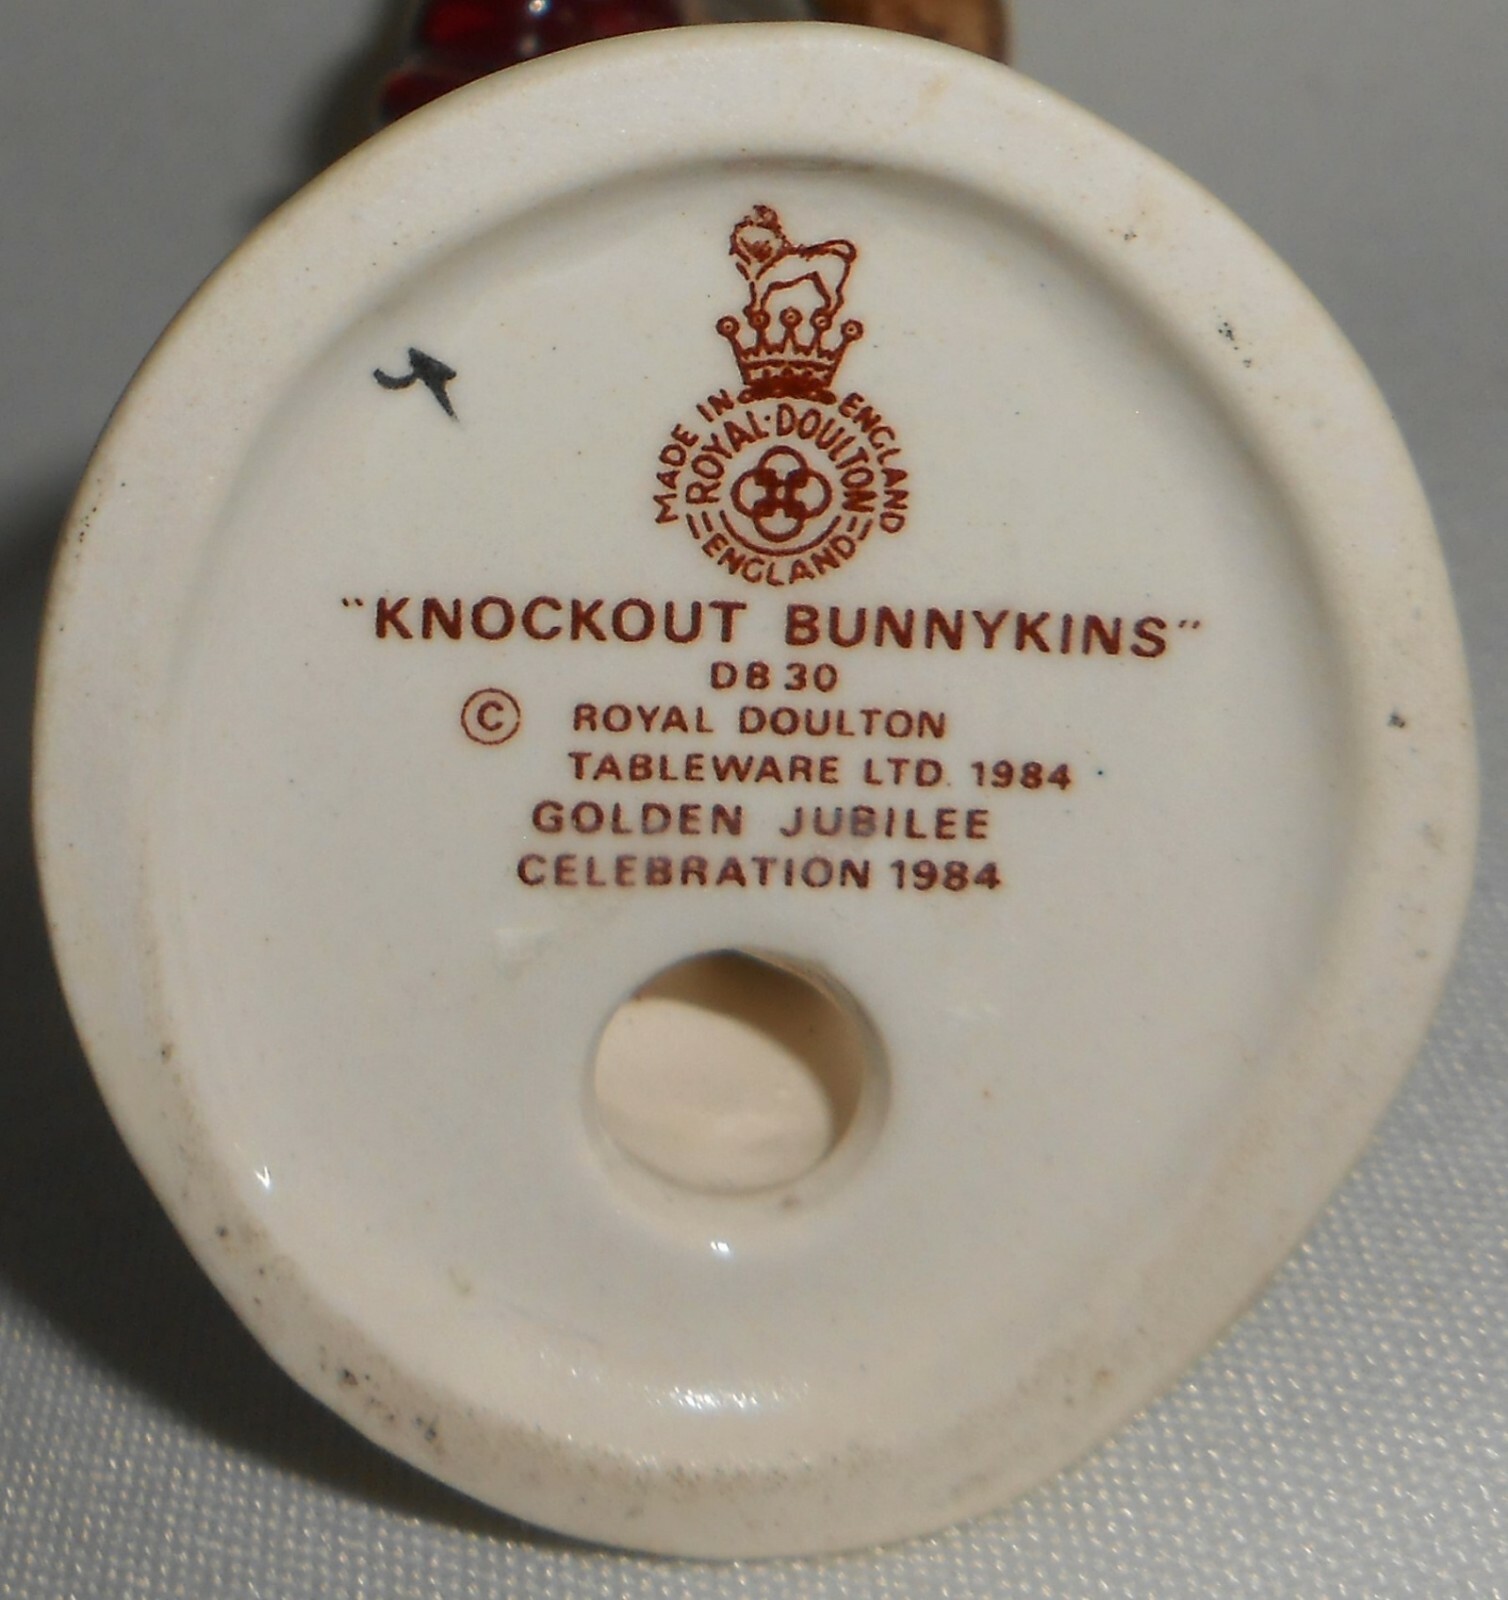 MADE IN ENGLAND
ROYAL·DOULTON
ENGLAND
"KNOCKOUT BUNNYKINS"
DB 30
© ROYAL DOULTON
TABLEWARE LTD. 1984
GOLDEN JUBILEE
CELEBRATION 1984